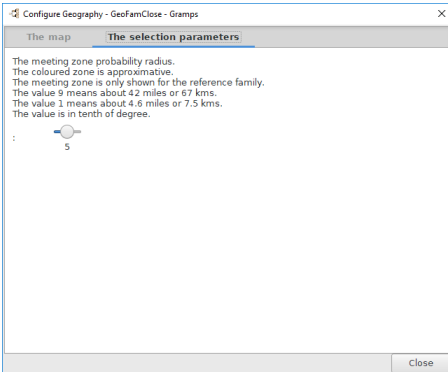 Configure Geography - GeoFamClose - Gramps
The map
The selection parameters
The meeting zone probability radius.
The coloured zone is approximative.
The meeting zone is only shown for the reference family.
The value 9 means about 42 miles or 67 kms.
The value 1 means about 4.6 miles or 7.5 kms.
The value is in tenth of degree.
:
5
Close